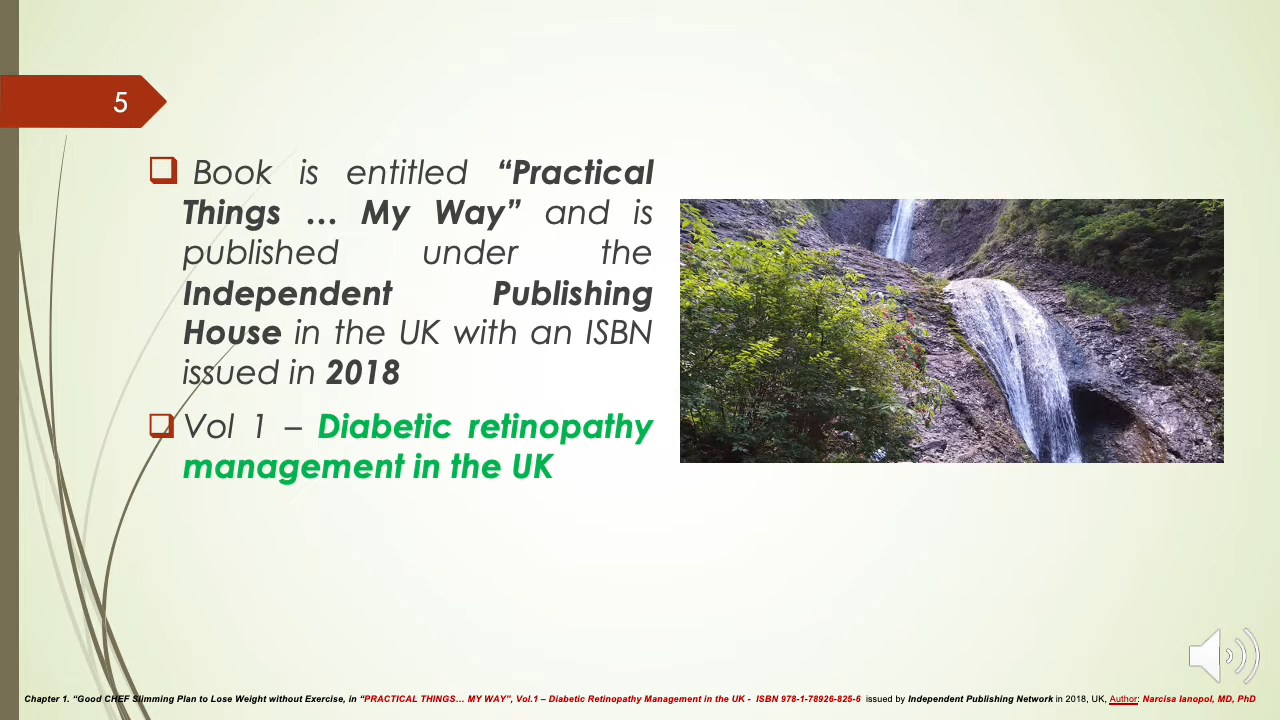 5
Book is entitled “Practical
Things … My Way” and is
published under the
Independent Publishing
House in the UK with an ISBN
issued in 2018
Vol 1 – Diabetic retinopathy
management in the UK
Chapter 1. “Good CHEF Slimming Plan to Lose Weight without Exercise, in “PRACTICAL THINGS… MY WAY”, Vol.1 – Diabetic Retinopathy Management in the UK - ISBN 978-1-78926-825-6 issued by Independent Publishing Network in 2018, UK, Author: Narcisa Ianopol, MD, PhD